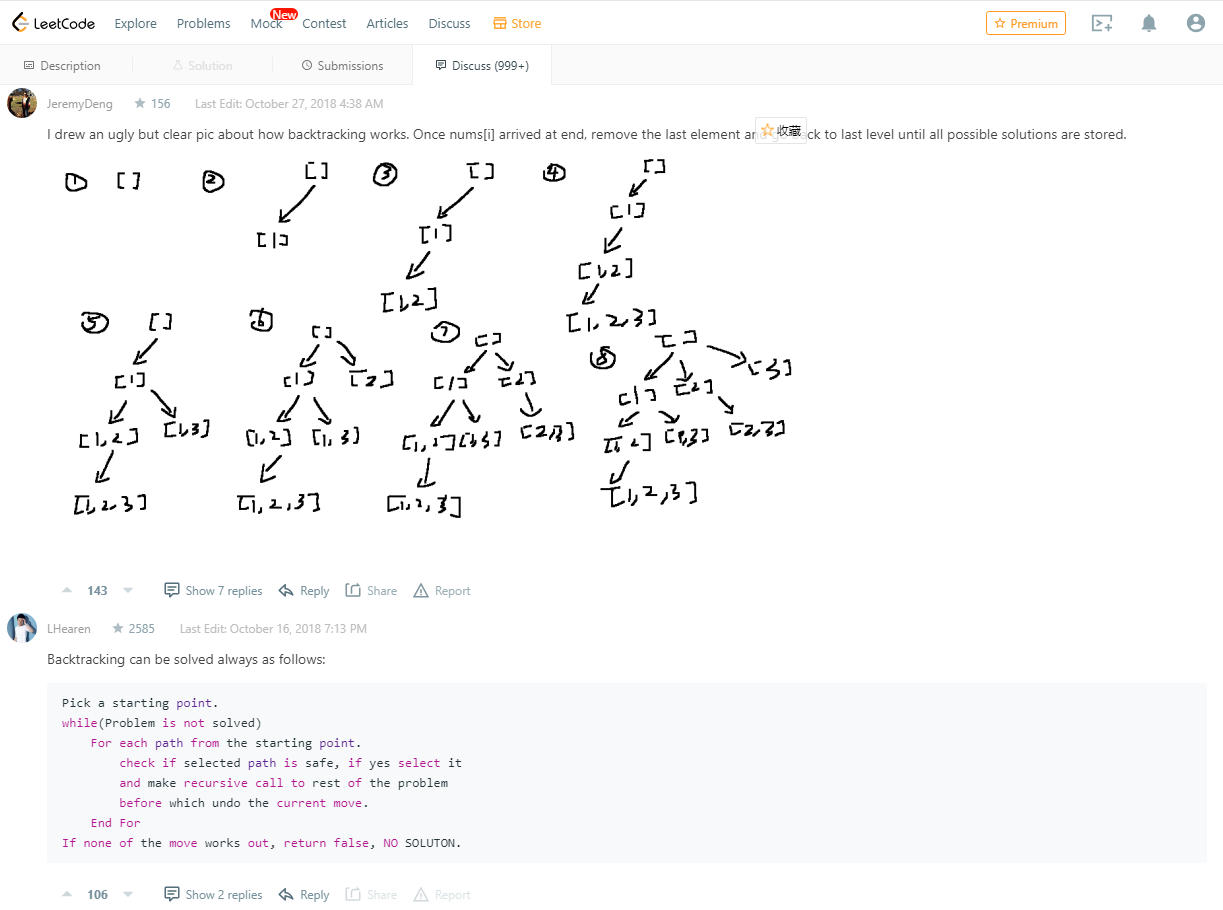 LeetCode Explore Problems Mock New Contest Articles Discuss Store Premium
Description Solution Submissions Discuss (999+)
JeremyDeng 156 Last Edit: October 27, 2018 4:38 AM
I drew an ugly but clear pic about how backtracking works. Once nums[i] arrived at end, remove the last element an ack to last level until all possible solutions are stored.
收藏
① [] ② [] ③ [] ④ []
[1] [1] [1]
[1,2] [1,2]
[1,2,3]
⑤ [] ⑥ [] ⑦ [] ⑧ []
[1] [1] [2] [1] [2] [1] [2] [3]
[1,2] [1,3] [1,2] [1,3] [1,2] [1,3] [2,3] [1,2] [1,3] [2,3]
[1,2,3] [1,2,3] [1,2,3] [1,2,3]
143 Show 7 replies Reply Share Report
LHearen 2585 Last Edit: October 16, 2018 7:13 PM
Backtracking can be solved always as follows:
Pick a starting point.
while(Problem is not solved)
For each path from the starting point.
check if selected path is safe, if yes select it
and make recursive call to rest of the problem
before which undo the current move.
End For
If none of the move works out, return false, NO SOLUTON.
106 Show 2 replies Reply Share Report